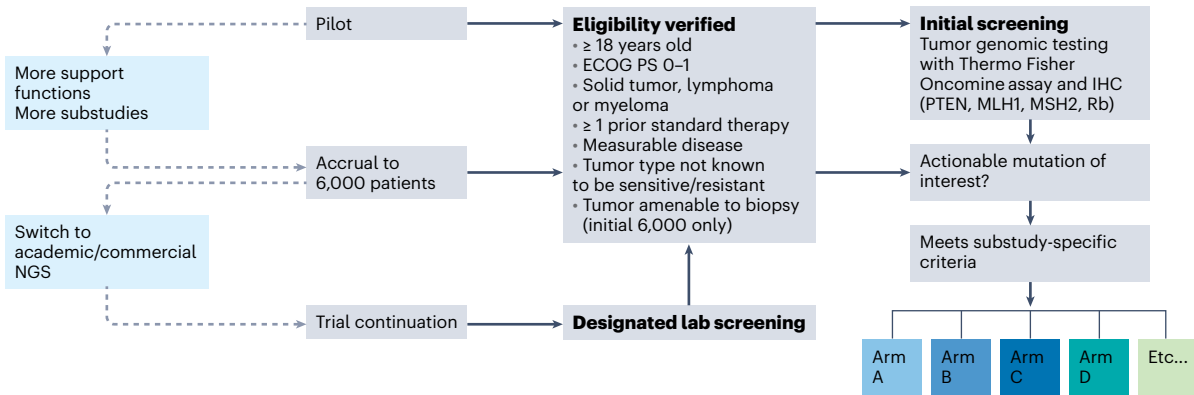 Pilot
More support
functions
More substudies
Accrual to
6,000 patients
Switch to
academic/commercial
NGS
Trial continuation
Eligibility verified
• ≥ 18 years old
• ECOG PS 0–1
• Solid tumor, lymphoma
or myeloma
• ≥ 1 prior standard therapy
• Measurable disease
• Tumor type not known
to be sensitive/resistant
• Tumor amenable to biopsy
(initial 6,000 only)
Designated lab screening
Initial screening
Tumor genomic testing
with Thermo Fisher
Oncomine assay and IHC
(PTEN, MLH1, MSH2, Rb)
Actionable mutation of
interest?
Meets substudy-specific
criteria
Arm
A
Arm
B
Arm
C
Arm
D
Etc...